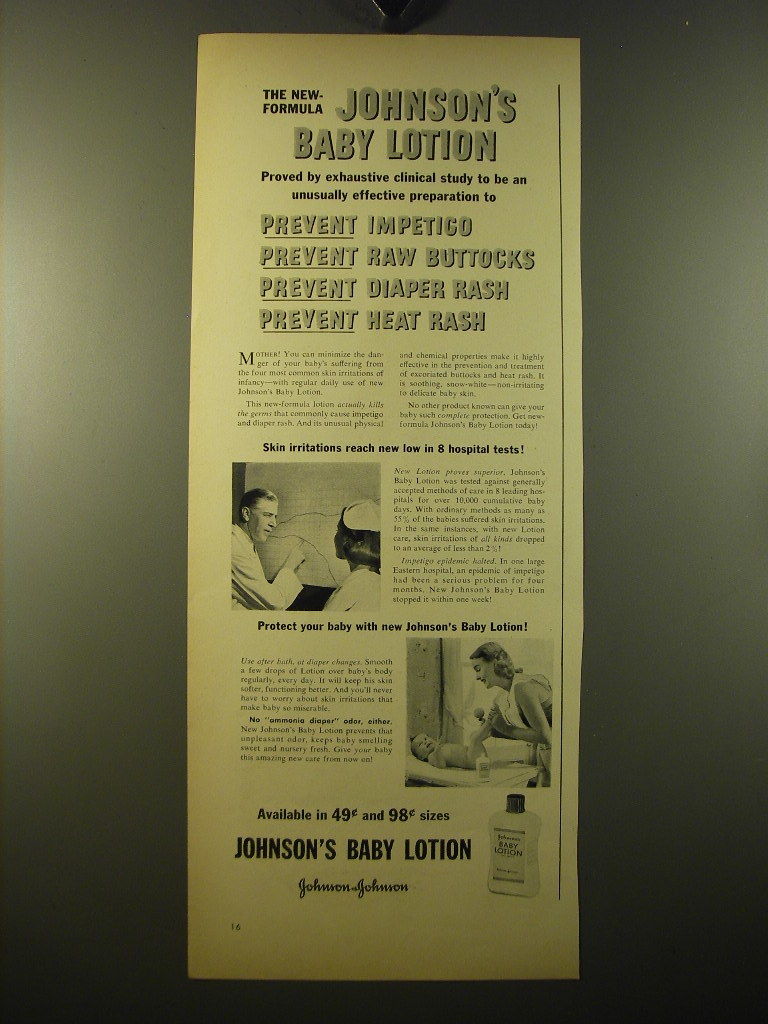 THE NEW-
FORMULA
JOHNSON'S
BABY LOTION
Proved by exhaustive clinical study to be an
unusually effective preparation to
PREVENT IMPETIGO
PREVENT RAW BUTTOCKS
PREVENT DIAPER RASH
PREVENT HEAT RASH
MOTHER! You can minimize the dan-
ger of your baby's suffering from
the four most common skin irritations of
infancy—with regular daily use of new
Johnson's Baby Lotion.
This new-formula lotion actually kills
the germs that commonly cause impetigo
and diaper rash. And its unusual physical
and chemical properties make it highly
effective in the prevention and treatment
of excoriated buttocks and heat rash. It
is soothing, snow-white—non-irritating
to delicate baby skin.
No other product known can give your
baby such complete protection. Get new-
formula Johnson's Baby Lotion today!
Skin irritations reach new low in 8 hospital tests!
New Lotion proves superior. Johnson's
Baby Lotion was tested against generally
accepted methods of care in 8 leading hos-
pitals for over 10,000 cumulative baby
days. With ordinary methods as many as
55% of the babies suffered skin irritations.
In the same instances, with new Lotion
care, skin irritations of all kinds dropped
to an average of less than 2%!
Impetigo epidemic halted. In one large
Eastern hospital, an epidemic of impetigo
had been a serious problem for four
months. New Johnson's Baby Lotion
stopped it within one week!
Protect your baby with new Johnson's Baby Lotion!
Use after bath, at diaper changes. Smooth
a few drops of Lotion over baby's body
regularly, every day. It will keep his skin
softer, functioning better. And you'll never
have to worry about skin irritations that
make baby so miserable.
No "ammonia diaper" odor, either.
New Johnson's Baby Lotion prevents that
unpleasant odor, keeps baby smelling
sweet and nursery fresh. Give your baby
this amazing new care from now on!
Available in 49¢ and 98¢ sizes
JOHNSON'S BABY LOTION
Johnson & Johnson
Johnson's
BABY
LOTION
16